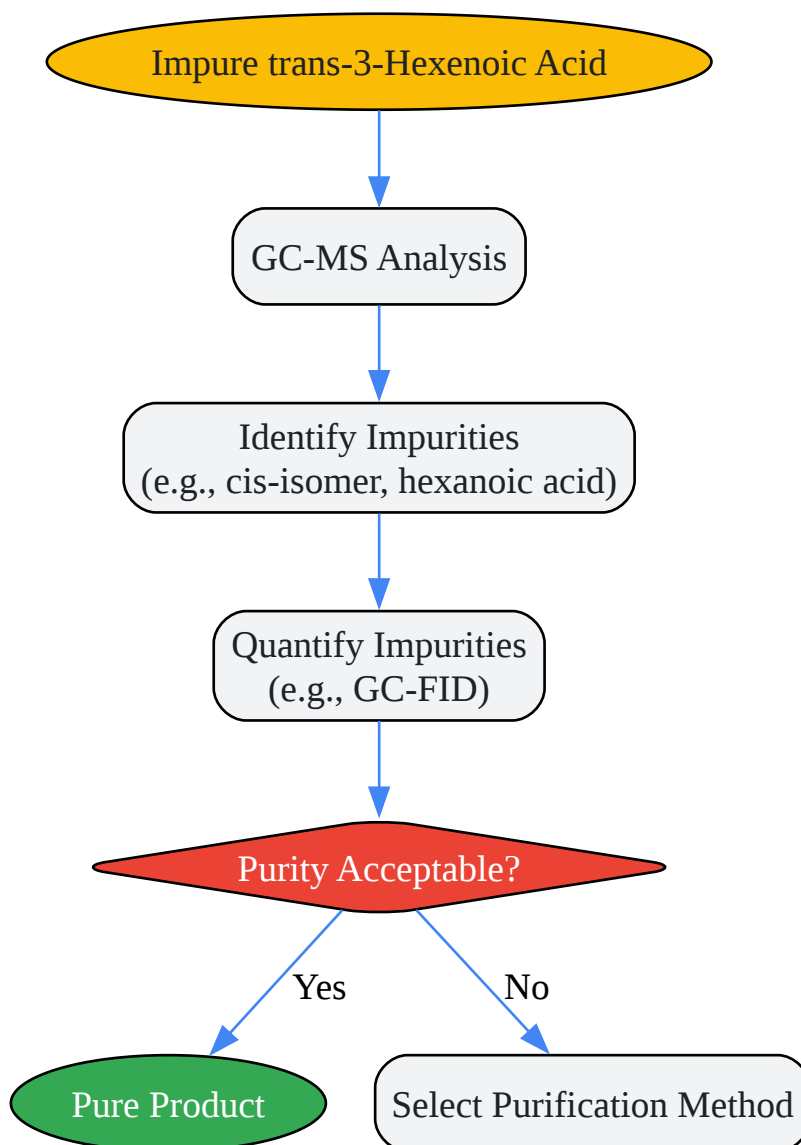 Impure trans-3-Hexenoic Acid
GC-MS Analysis
Identify Impurities
(e.g., cis-isomer, hexanoic acid)
Quantify Impurities
(e.g., GC-FID)
Purity Acceptable?
Yes
No
Pure Product
Select Purification Method